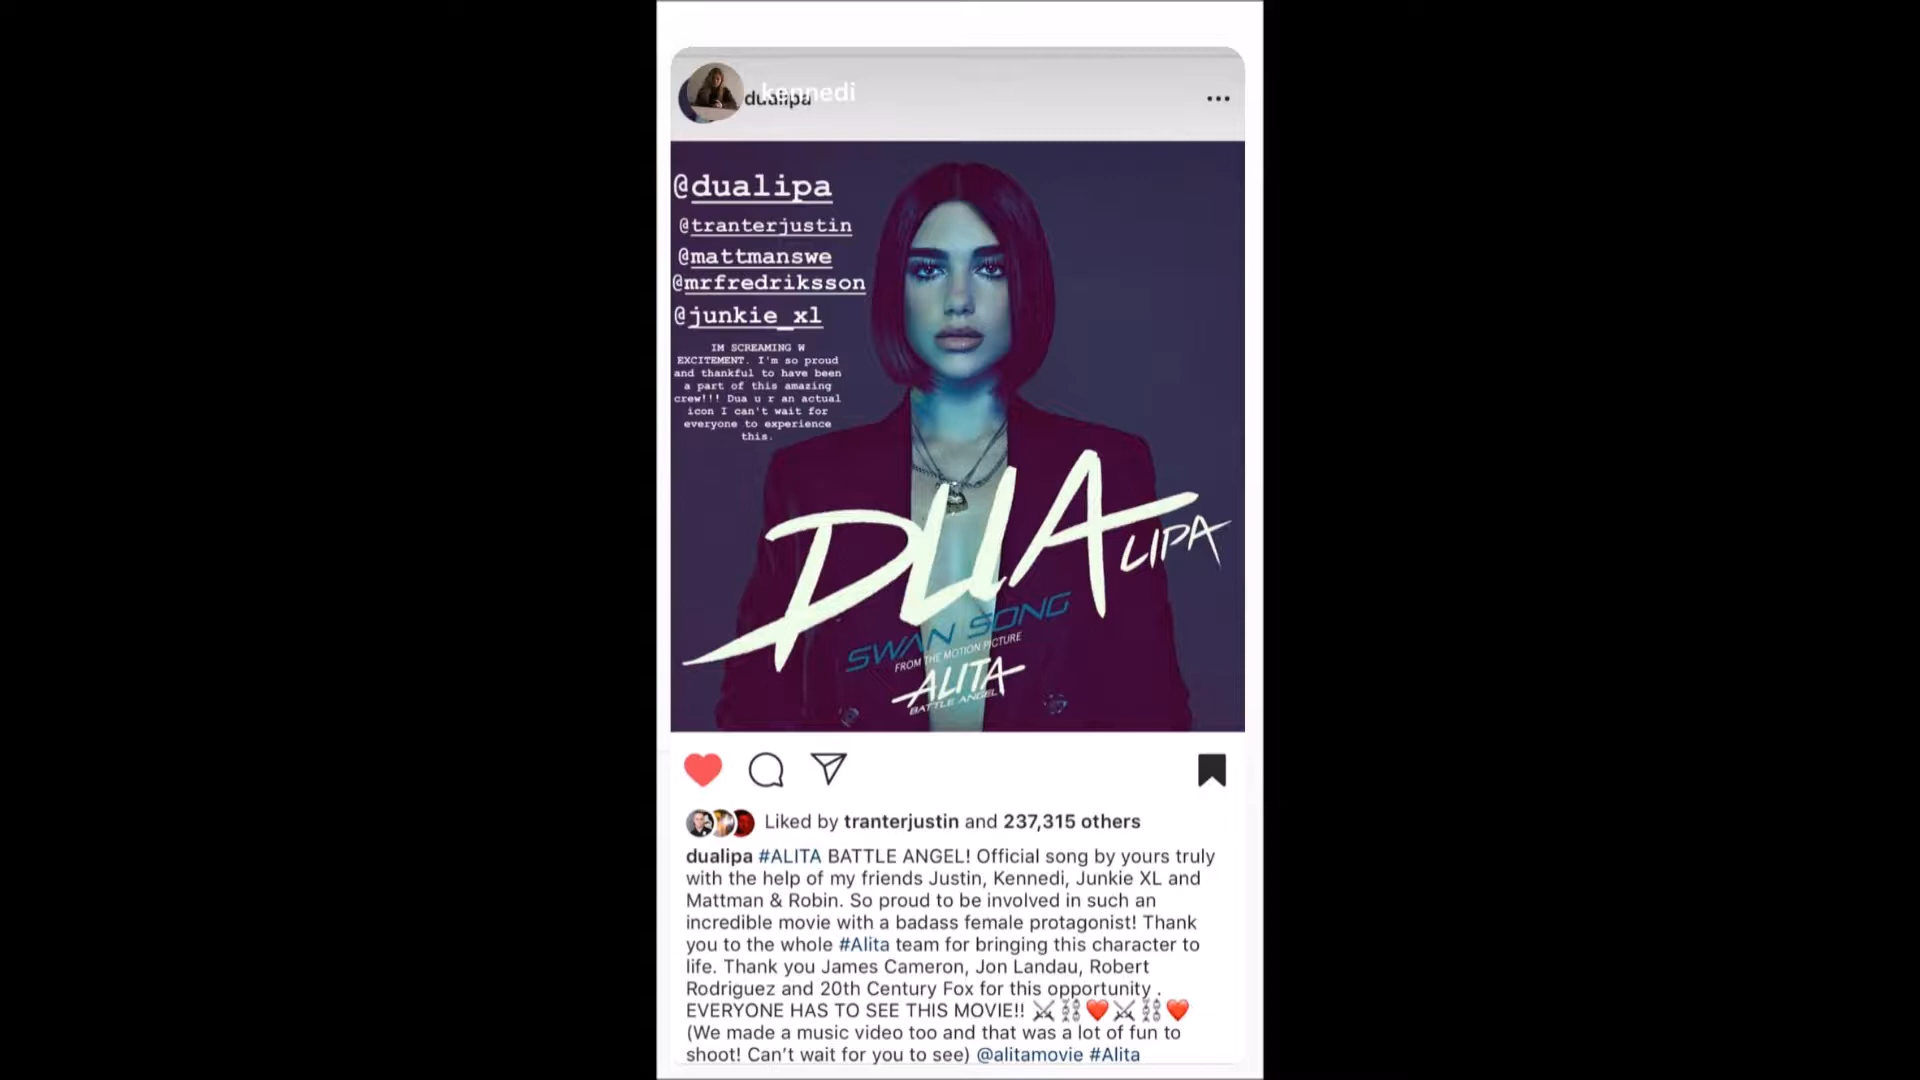 kennedi
dualipa
@dualipa
@tranterjustin
@mattmanswe
@mrfredriksson
@junkie_xl
IM SCREAMING W
EXCITEMENT. I'm so proud
and thankful to have been
a part of this amazing
crew!!! Dua u r an actual
icon I can't wait for
everyone to experience
this.
DUA LIPA
SWAN SONG
FROM THE MOTION PICTURE
ALITA
BATTLE ANGEL
Liked by tranterjustin and 237,315 others
dualipa #ALITA BATTLE ANGEL! Official song by yours truly
with the help of my friends Justin, Kennedi, Junkie XL and
Mattman & Robin. So proud to be involved in such an
incredible movie with a badass female protagonist! Thank
you to the whole #Alita team for bringing this character to
life. Thank you James Cameron, Jon Landau, Robert
Rodriguez and 20th Century Fox for this opportunity .
EVERYONE HAS TO SEE THIS MOVIE!! ⚔⛓❤️⚔⛓❤️
(We made a music video too and that was a lot of fun to
shoot! Can’t wait for you to see) @alitamovie #Alita